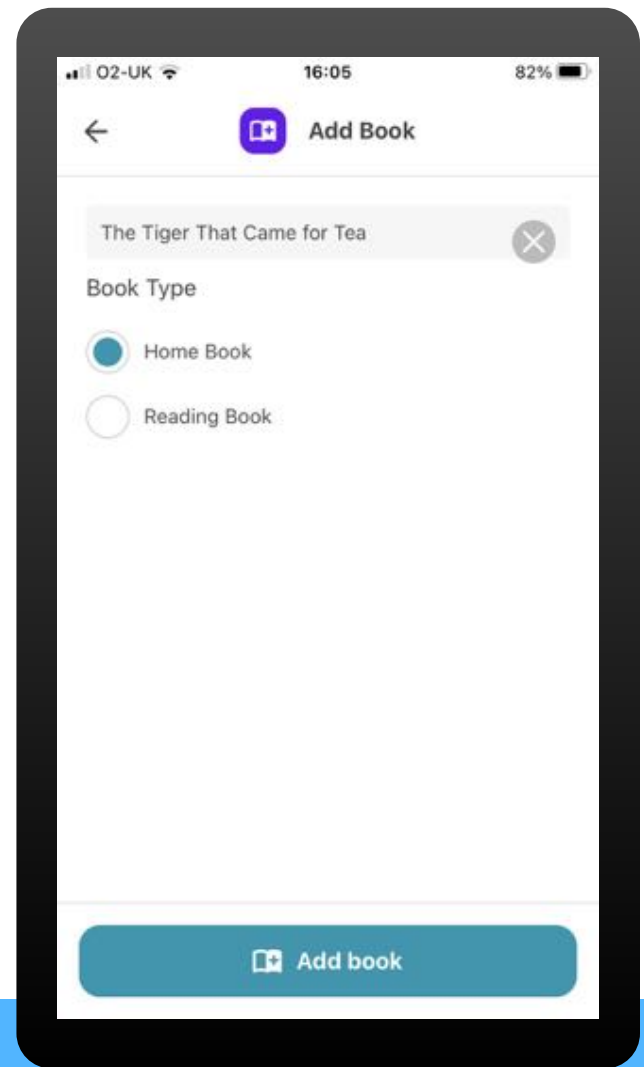 O2-UK 16:05 82%
Add Book
The Tiger That Came for Tea
Book Type
Home Book
Reading Book
Add book